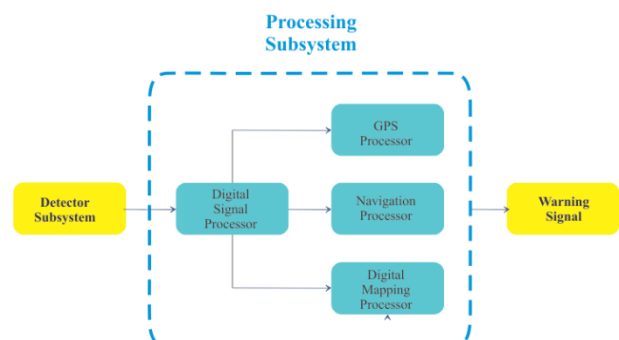 Processing
Subsystem
GPS
Processor
Detector
Subsystem
Digital
Signal
Processor
Navigation
Processor
Warning
Signal
Digital
Mapping
Processor